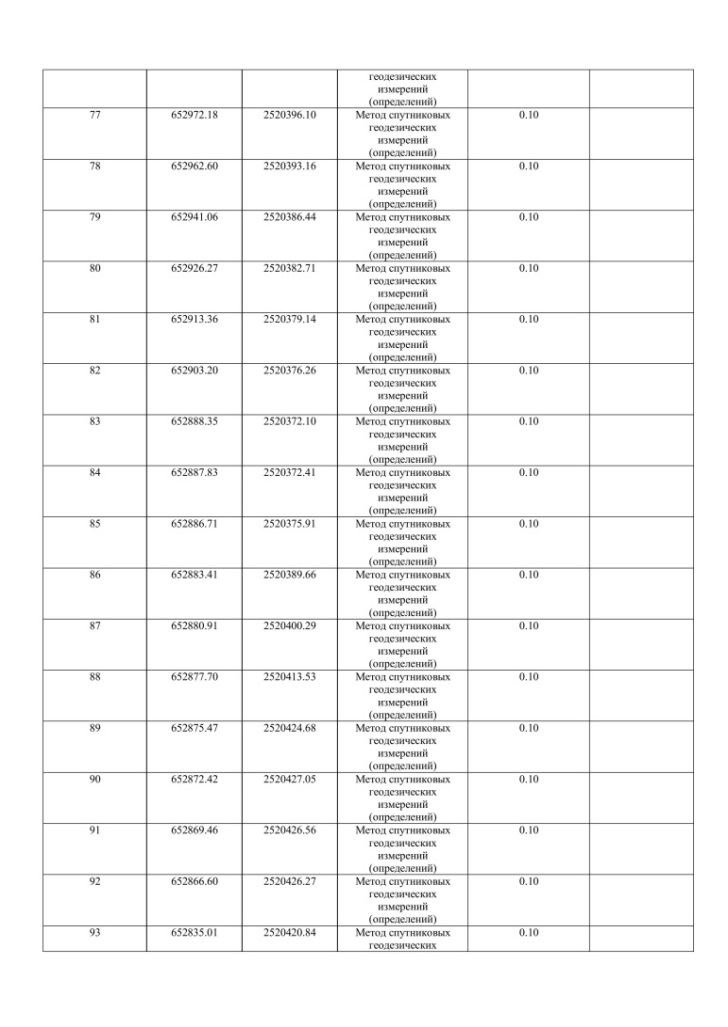 геодезических
измерений
(определений)
77 652972.18 2520396.10 Метод спутниковых 0.10
геодезических
измерений
(определений)
78 652962.60 2520393.16 Метод спутниковых 0.10
геодезических
измерений
(определений)
79 652941.06 2520386.44 Метод спутниковых 0.10
геодезических
измерений
(определений)
80 652926.27 2520382.71 Метод спутниковых 0.10
геодезических
измерений
(определений)
81 652913.36 2520379.14 Метод спутниковых 0.10
геодезических
измерений
(определений)
82 652903.20 2520376.26 Метод спутниковых 0.10
геодезических
измерений
(определений)
83 652888.35 2520372.10 Метод спутниковых 0.10
геодезических
измерений
(определений)
84 652887.83 2520372.41 Метод спутниковых 0.10
геодезических
измерений
(определений)
85 652886.71 2520375.91 Метод спутниковых 0.10
геодезических
измерений
(определений)
86 652883.41 2520389.66 Метод спутниковых 0.10
геодезических
измерений
(определений)
87 652880.91 2520400.29 Метод спутниковых 0.10
геодезических
измерений
(определений)
88 652877.70 2520413.53 Метод спутниковых 0.10
геодезических
измерений
(определений)
89 652875.47 2520424.68 Метод спутниковых 0.10
геодезических
измерений
(определений)
90 652872.42 2520427.05 Метод спутниковых 0.10
геодезических
измерений
(определений)
91 652869.46 2520426.56 Метод спутниковых 0.10
геодезических
измерений
(определений)
92 652866.60 2520426.27 Метод спутниковых 0.10
геодезических
измерений
(определений)
93 652835.01 2520420.84 Метод спутниковых 0.10
геодезических